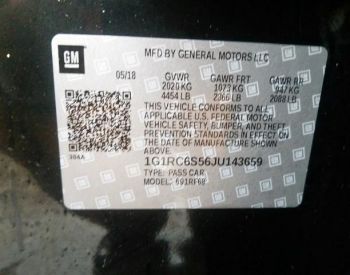 GM
MFD BY GENERAL MOTORS LLC
05/18 GVWR GAWR FRT GAWR RR
2020 KG 1073 KG 947 KG
4454 LB 2366 LB 2088 LB
THIS VEHICLE CONFORMS TO ALL
APPLICABLE U.S. FEDERAL MOTOR
VEHICLE SAFETY, BUMPER, AND THEFT
PREVENTION STANDARDS IN EFFECT ON
THE DATE OF MANUFACTURE SHOWN
ABOVE.
1G1RC6S56JU143659
TYPE: PASS CAR
MODEL: 691RF68